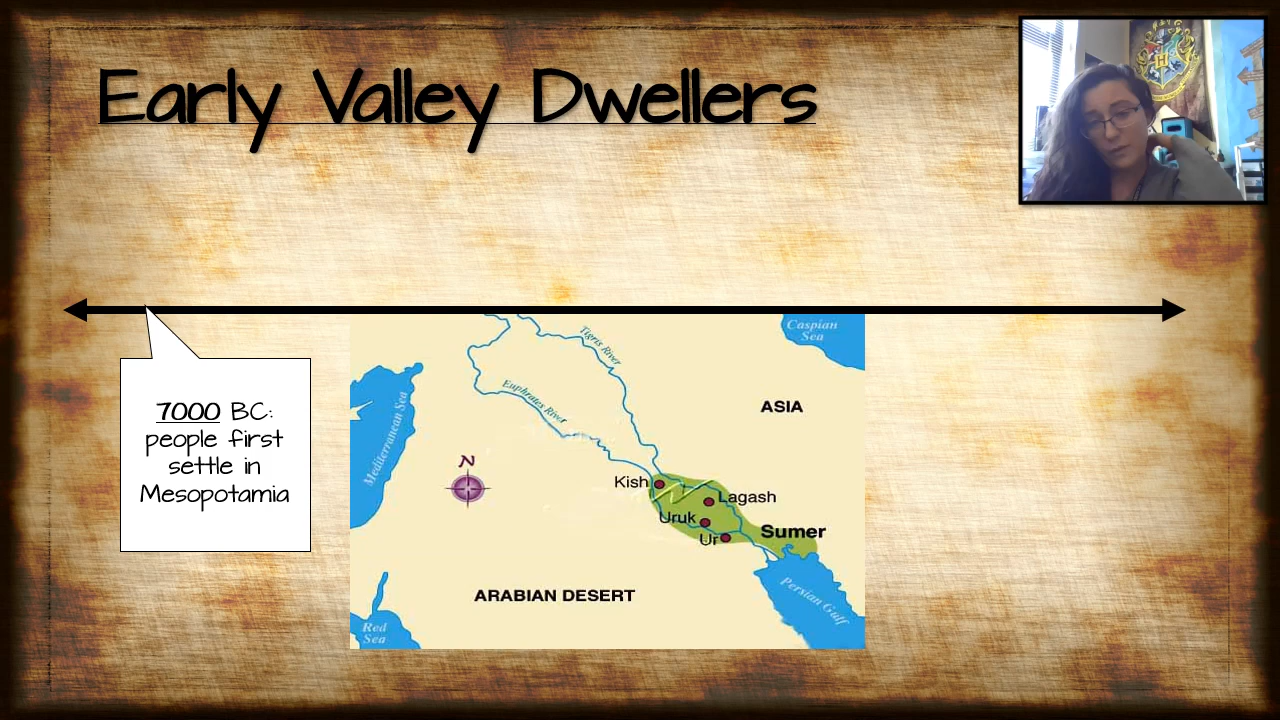 Early Valley Dwellers
7000 BC:
people first
settle in
Mesopotamia
Tigris River
Caspian
Sea
Euphrates River
Mediterranean Sea
ASIA
N
Kish
Lagash
Uruk
Sumer
Ur
ARABIAN DESERT
Persian Gulf
Red
Sea